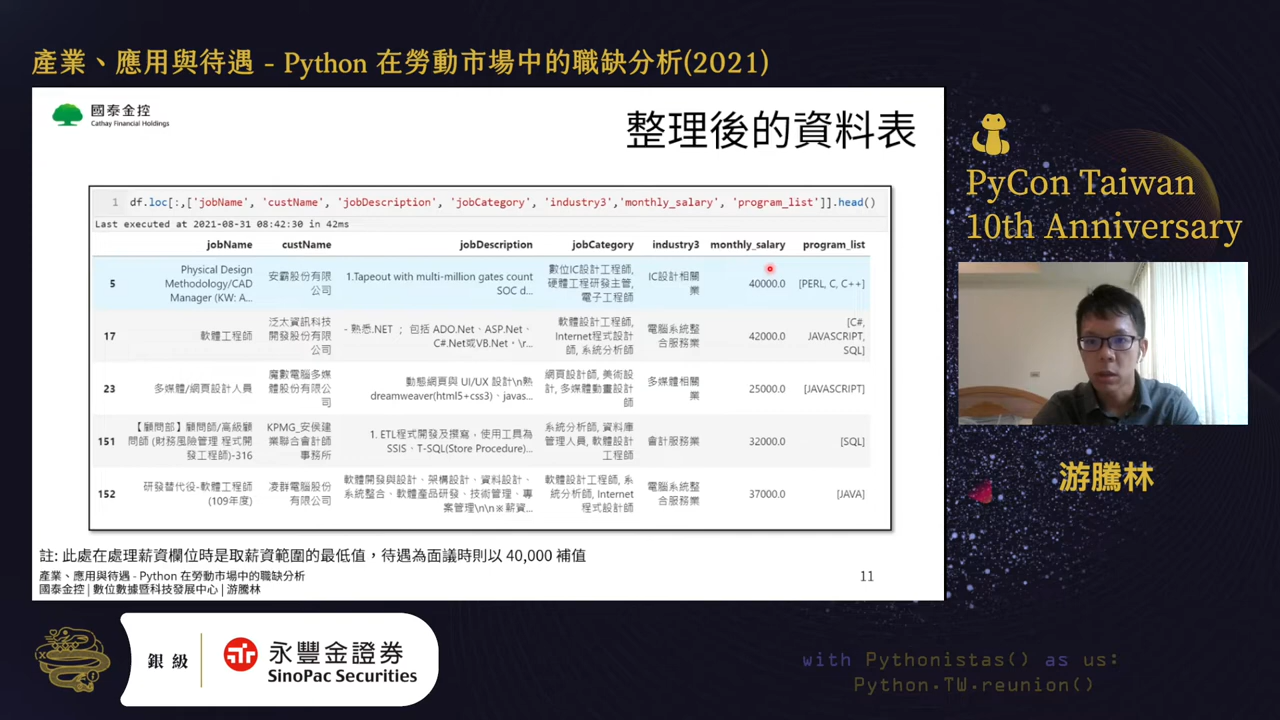 產業、應用與待遇 - Python 在勞動市場中的職缺分析(2021)
國泰金控
Cathay Financial Holdings
整理後的資料表
1 df.loc[:,['jobName', 'custName', 'jobDescription', 'jobCategory', 'industry3','monthly_salary', 'program_list']].head()
Last executed at 2021-08-31 08:42:30 in 42ms
jobName custName jobDescription jobCategory industry3 monthly_salary program_list
5
Physical Design
Methodology/CAD
Manager (KW: A...
安霸股份有限
公司
1.Tapeout with multi-million gates count
SOC d...
數位IC設計工程師,
硬體工程研發主管,
電子工程師
IC設計相關
業
40000.0
[PERL, C, C++]
17
軟體工程師
泛太資訊科技
開發股份有限
公司
- 熟悉.NET ； 包括 ADO.Net、ASP.Net、
C#.Net或VB.Net。\r...
軟體設計工程師,
Internet程式設計
師, 系統分析師
電腦系統整
合服務業
42000.0
[C#,
JAVASCRIPT,
SQL]
23
多媒體/網頁設計人員
魔數電腦多媒
體股份有限公
司
動態網頁與 UI/UX 設計\n熟
dreamweaver(html5+css3)、javas...
網頁設計師, 美術設
計, 多媒體動畫設計
師
多媒體相關
業
25000.0
[JAVASCRIPT]
151
【顧問部】顧問師/高級顧
問師 (財務風險管理 程式開
發工程師)-316
KPMG_安侯建
業聯合會計師
事務所
1. ETL程式開發及撰寫，使用工具為
SSIS、T-SQL(Store Procedure)...
系統分析師, 資料庫
管理人員, 軟體設計
工程師
會計服務業
32000.0
[SQL]
152
研發替代役-軟體工程師
(109年度)
凌群電腦股份
有限公司
軟體開發與設計、架構設計、資料設計、
系統整合、軟體產品研發、技術管理、專
案管理\n\n※薪資...
軟體設計工程師, 系
統分析師, Internet
程式設計師
電腦系統整
合服務業
37000.0
[JAVA]
註: 此處在處理薪資欄位時是取薪資範圍的最低值，待遇為面議時則以 40,000 補值
產業、應用與待遇 - Python 在勞動市場中的職缺分析
國泰金控 | 數位數據暨科技發展中心 | 游騰林
11
PyCon Taiwan
10th Anniversary
游騰林
銀級
永豐金證券
SinoPac Securities
with Pythonistas() as us:
Python.TW.reunion()